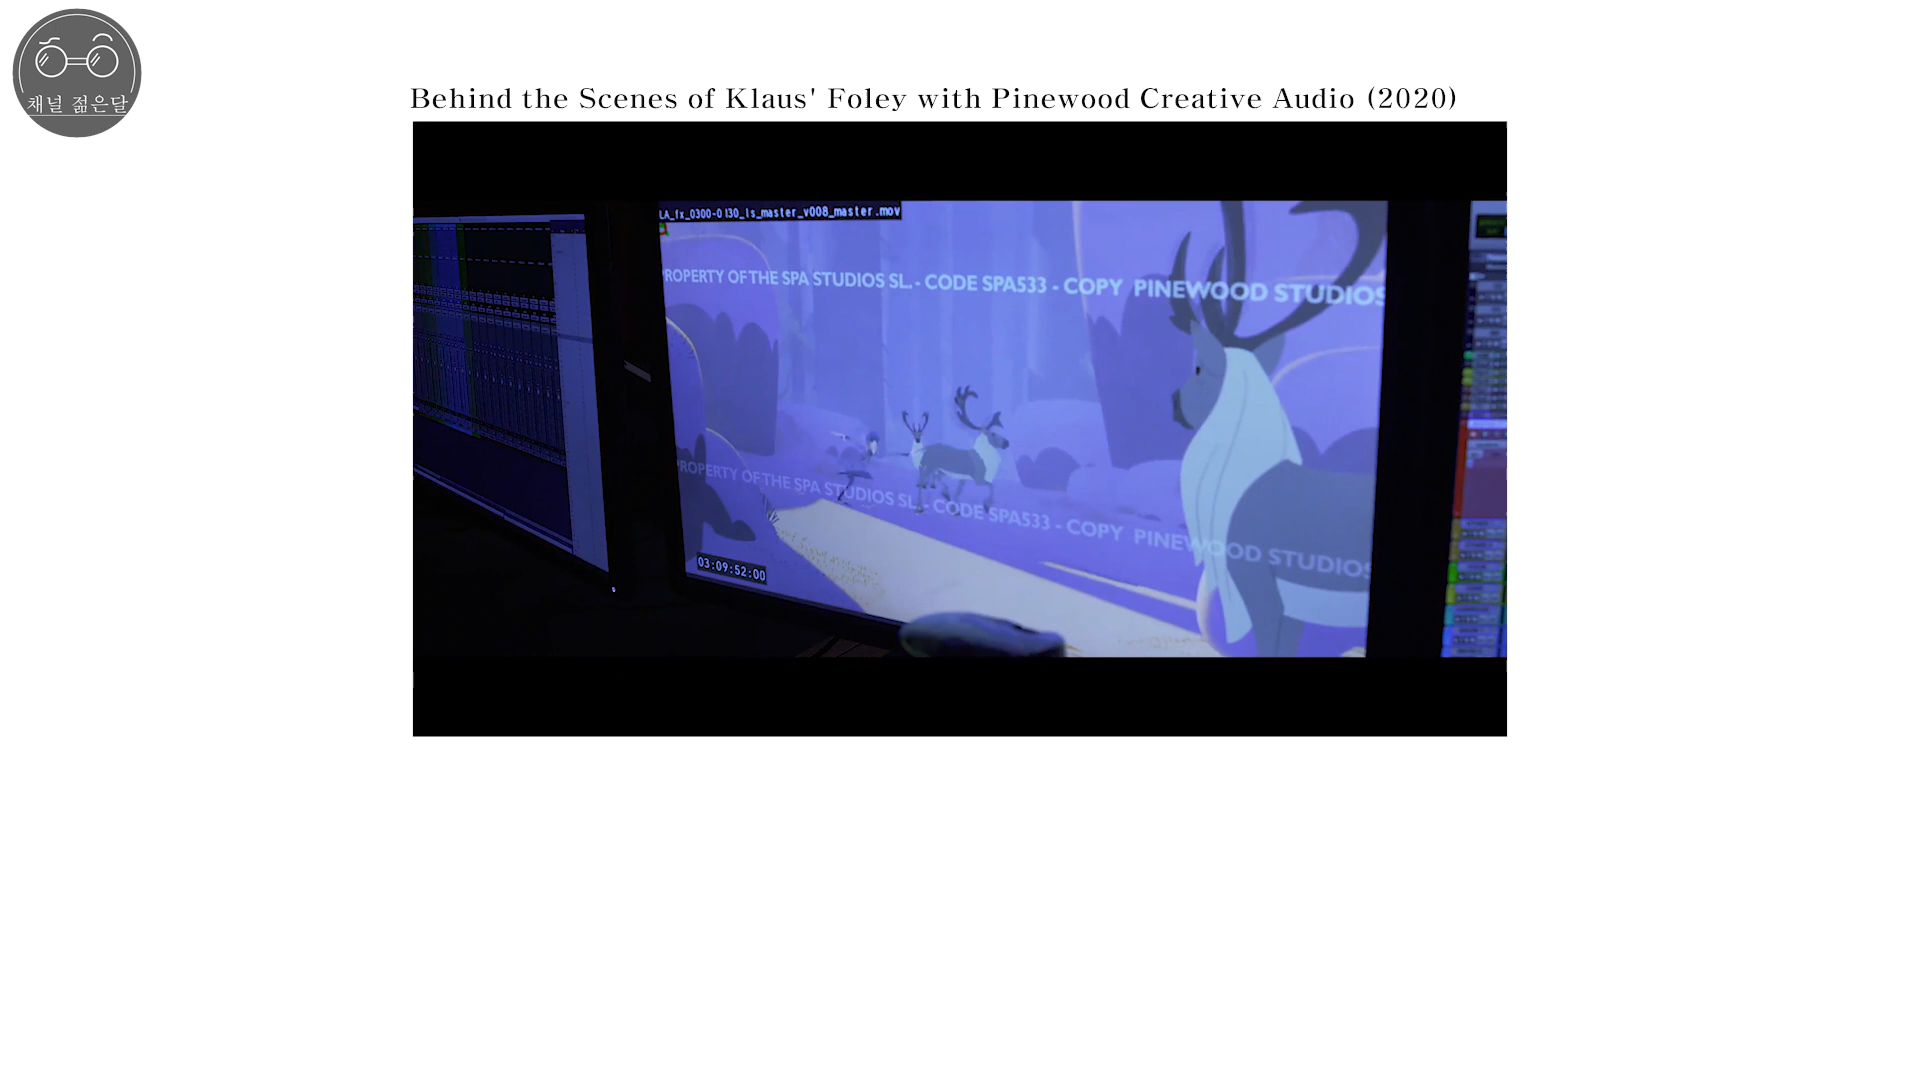 채널 젊은달
Behind the Scenes of Klaus' Foley with Pinewood Creative Audio (2020)
LA_fx_0300-0130_ls_master_v008_master.mov
PROPERTY OF THE SPA STUDIOS SL. - CODE SPA533 - COPY PINEWOOD STUDIOS
PROPERTY OF THE SPA STUDIOS SL. - CODE SPA533 - COPY PINEWOOD STUDIOS
03:09:52:00